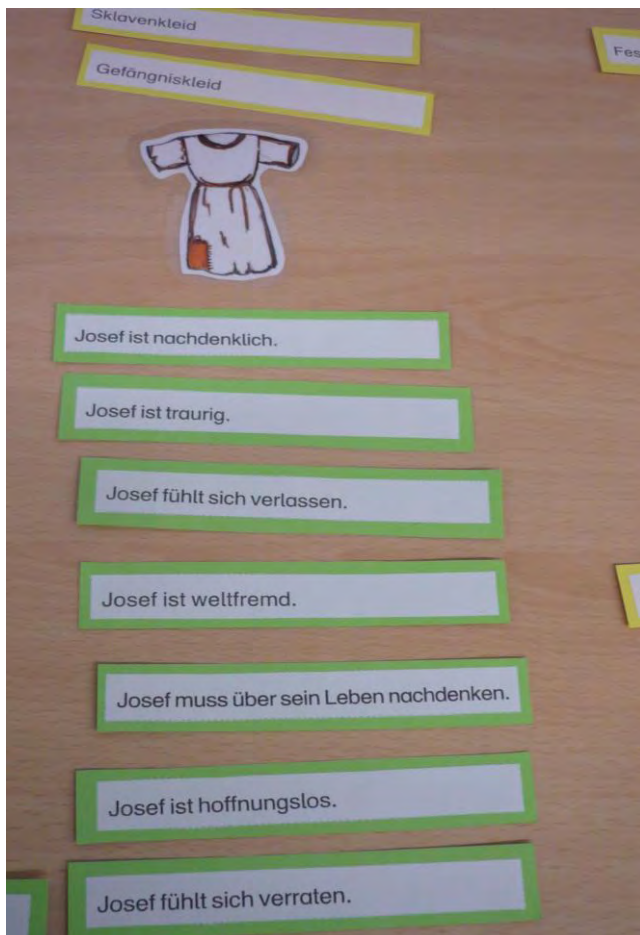 Sklavenkleid
Fes
Gefängniskleid
Josef ist nachdenklich.
Josef ist traurig.
Josef fühlt sich verlassen.
Josef ist weltfremd.
Josef muss über sein Leben nachdenken.
Josef ist hoffnungslos.
Josef fühlt sich verraten.